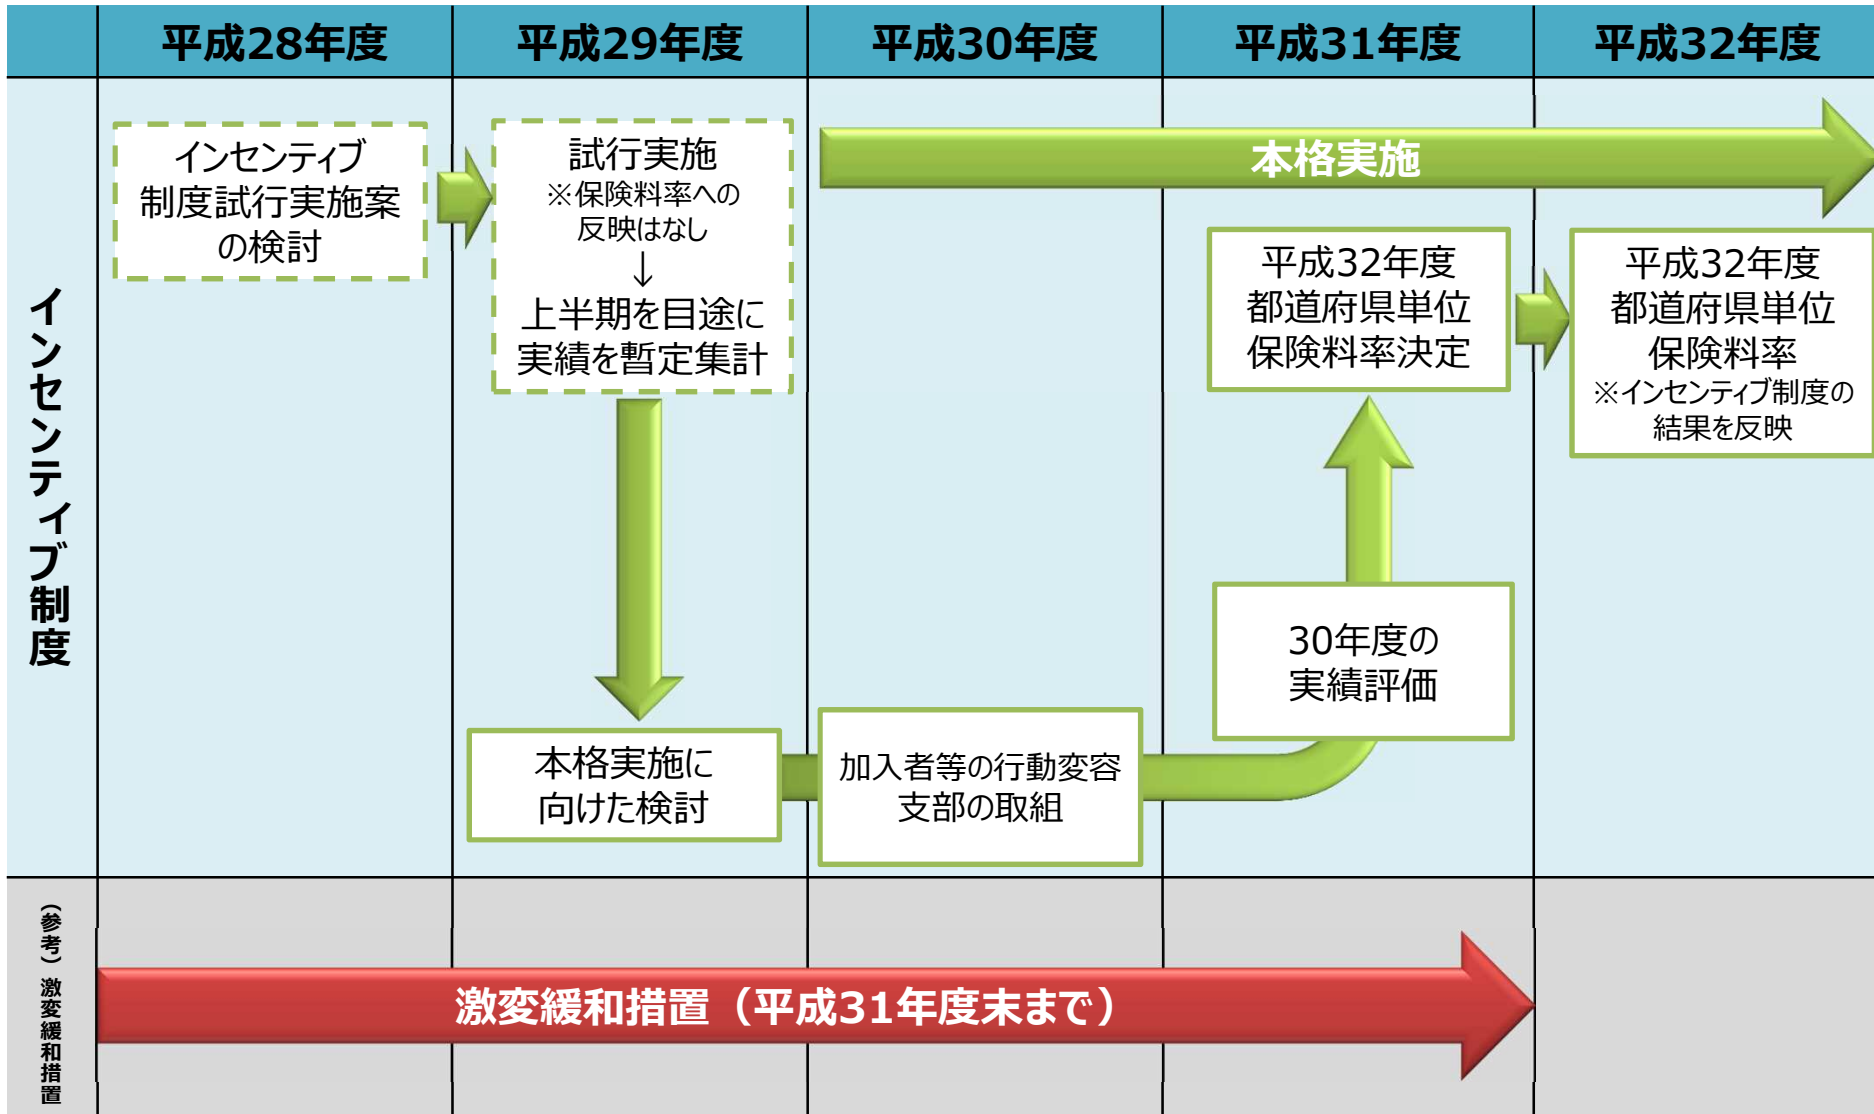 平成28年度
平成29年度
平成30年度
平成31年度
平成32年度
インセンティブ制度
インセンティブ
制度試行実施案
の検討
試行実施
※保険料率への
反映はなし
↓
上半期を目途に
実績を暫定集計
本格実施に
向けた検討
本格実施
加入者等の行動変容
支部の取組
30年度の
実績評価
平成32年度
都道府県単位
保険料率決定
平成32年度
都道府県単位
保険料率
※インセンティブ制度の
結果を反映
(参考)激変緩和措置
激変緩和措置(平成31年度末まで)